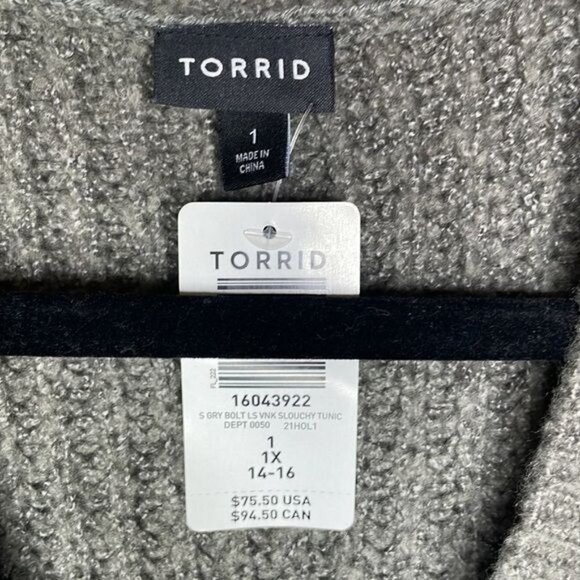 TORRID
1
MADE IN
CHINA
TORRID
FL_222
16043922
S GRY BOLT LS VNK SLOUCHY TUNIC
DEPT 0050 21HOL1
1
1X
14-16
$75.50 USA
$94.50 CAN